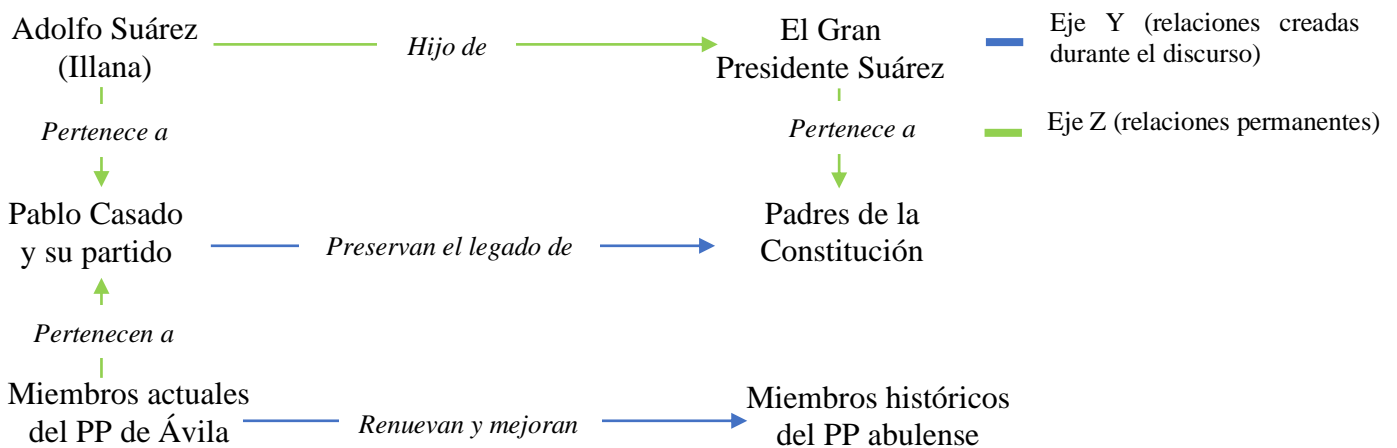 Adolfo Suárez
(Illana)
Hijo de
El Gran
Presidente Suárez
Eje Y (relaciones creadas
durante el discurso)
Pertenece a
Pertenece a
Eje Z (relaciones permanentes)
Pablo Casado
y su partido
Preservan el legado de
Padres de la
Constitución
Pertenecen a
Miembros actuales
del PP de Ávila
Renuevan y mejoran
Miembros históricos
del PP abulense